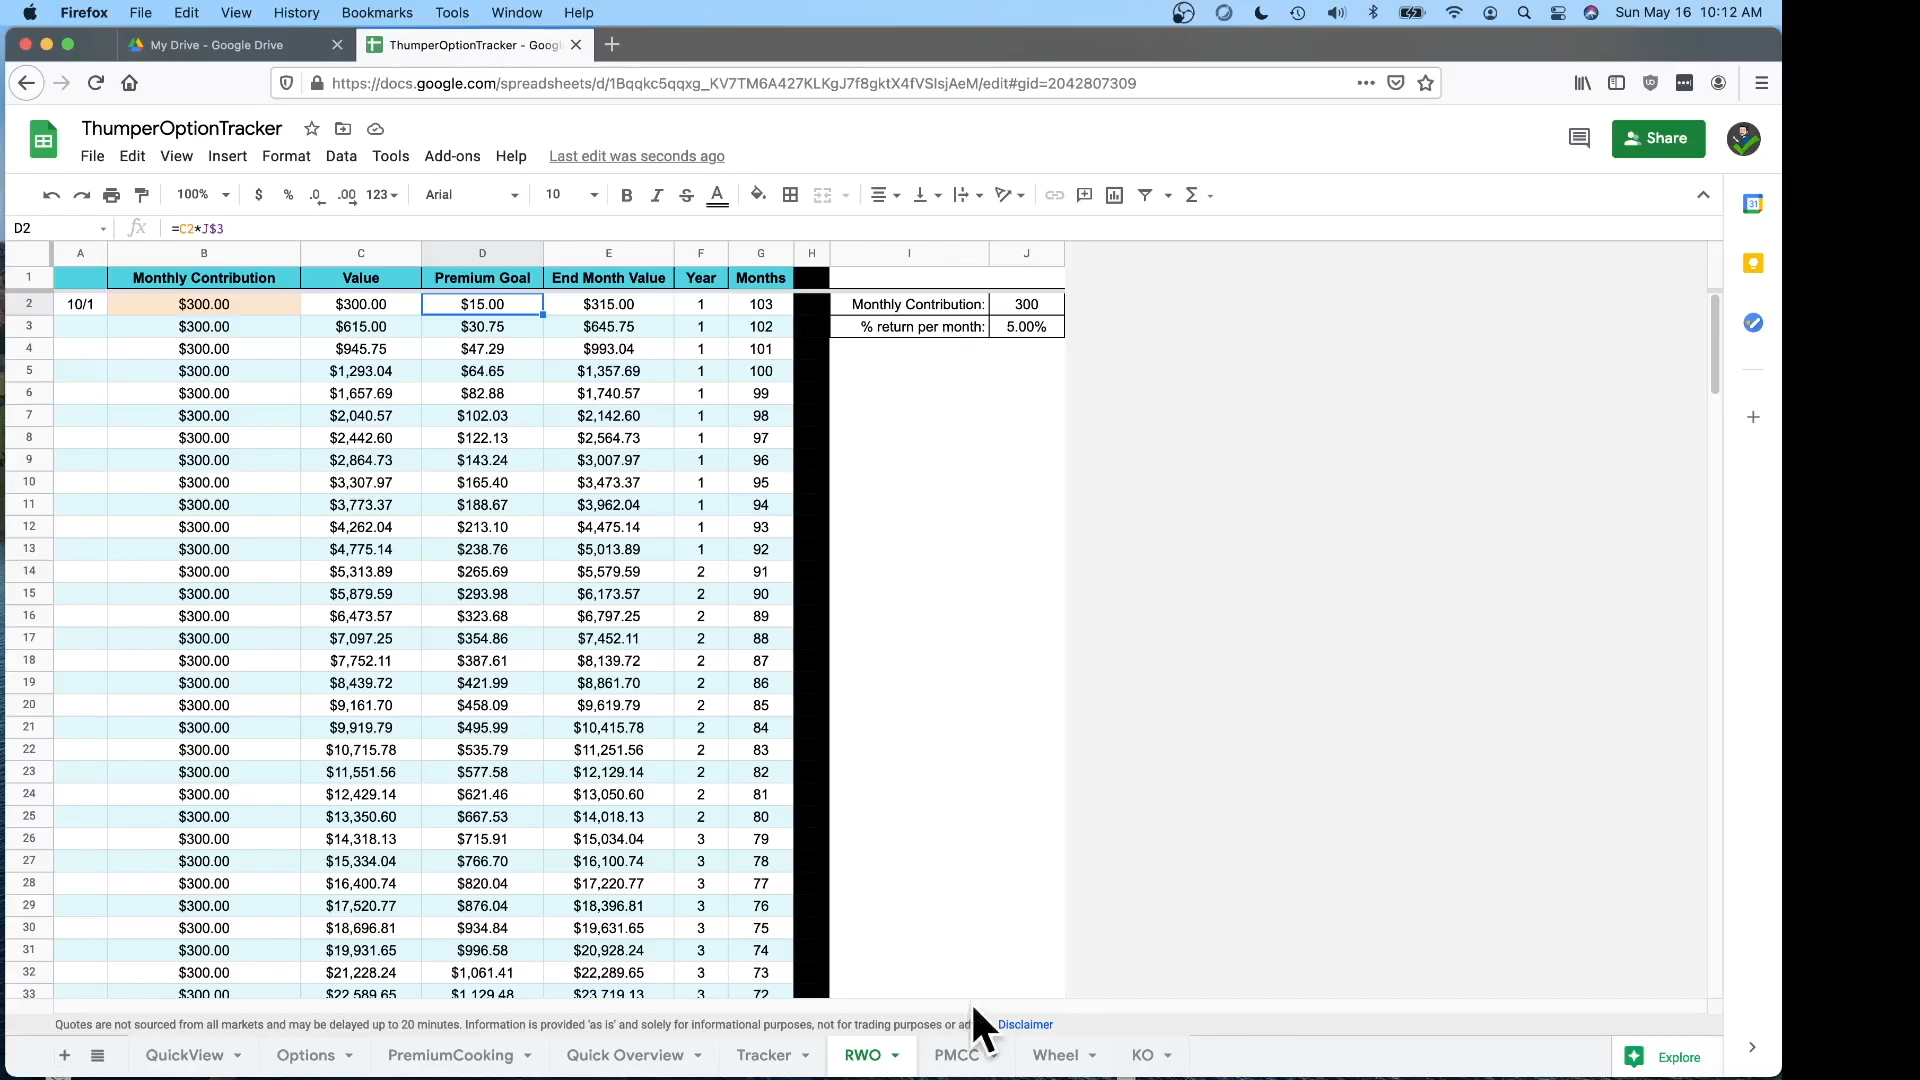 Firefox File Edit View History Bookmarks Tools Window Help Sun May 16 10:12 AM
My Drive - Google Drive ThumperOptionTracker - Goog
https://docs.google.com/spreadsheets/d/1Bqqkc5qqxg_KV7TM6A427KLKgJ7f8gktX4fVSIsjAeM/edit#gid=2042807309
ThumperOptionTracker
File Edit View Insert Format Data Tools Add-ons Help Last edit was seconds ago
Share
100% $ % .0 .00 123 Arial 10 B I S A Σ
31
D2 fx =C2*J$3
A B C D E F G H I J
1 Monthly Contribution Value Premium Goal End Month Value Year Months
2 10/1 $300.00 $300.00 $15.00 $315.00 1 103 Monthly Contribution: 300
3 $300.00 $615.00 $30.75 $645.75 1 102 % return per month: 5.00%
4 $300.00 $945.75 $47.29 $993.04 1 101
5 $300.00 $1,293.04 $64.65 $1,357.69 1 100
6 $300.00 $1,657.69 $82.88 $1,740.57 1 99
7 $300.00 $2,040.57 $102.03 $2,142.60 1 98
8 $300.00 $2,442.60 $122.13 $2,564.73 1 97
9 $300.00 $2,864.73 $143.24 $3,007.97 1 96
10 $300.00 $3,307.97 $165.40 $3,473.37 1 95
11 $300.00 $3,773.37 $188.67 $3,962.04 1 94
12 $300.00 $4,262.04 $213.10 $4,475.14 1 93
13 $300.00 $4,775.14 $238.76 $5,013.89 1 92
14 $300.00 $5,313.89 $265.69 $5,579.59 2 91
15 $300.00 $5,879.59 $293.98 $6,173.57 2 90
16 $300.00 $6,473.57 $323.68 $6,797.25 2 89
17 $300.00 $7,097.25 $354.86 $7,452.11 2 88
18 $300.00 $7,752.11 $387.61 $8,139.72 2 87
19 $300.00 $8,439.72 $421.99 $8,861.70 2 86
20 $300.00 $9,161.70 $458.09 $9,619.79 2 85
21 $300.00 $9,919.79 $495.99 $10,415.78 2 84
22 $300.00 $10,715.78 $535.79 $11,251.56 2 83
23 $300.00 $11,551.56 $577.58 $12,129.14 2 82
24 $300.00 $12,429.14 $621.46 $13,050.60 2 81
25 $300.00 $13,350.60 $667.53 $14,018.13 2 80
26 $300.00 $14,318.13 $715.91 $15,034.04 3 79
27 $300.00 $15,334.04 $766.70 $16,100.74 3 78
28 $300.00 $16,400.74 $820.04 $17,220.77 3 77
29 $300.00 $17,520.77 $876.04 $18,396.81 3 76
30 $300.00 $18,696.81 $934.84 $19,631.65 3 75
31 $300.00 $19,931.65 $996.58 $20,928.24 3 74
32 $300.00 $21,228.24 $1,061.41 $22,289.65 3 73
33 $300.00 $22,589.65 $1,129.48 $23,719.13 3 72
Quotes are not sourced from all markets and may be delayed up to 20 minutes. Information is provided 'as is' and solely for informational purposes, not for trading purposes or Disclaimer
QuickView Options PremiumCooking Quick Overview Tracker RWO PMCC Wheel KO Explore